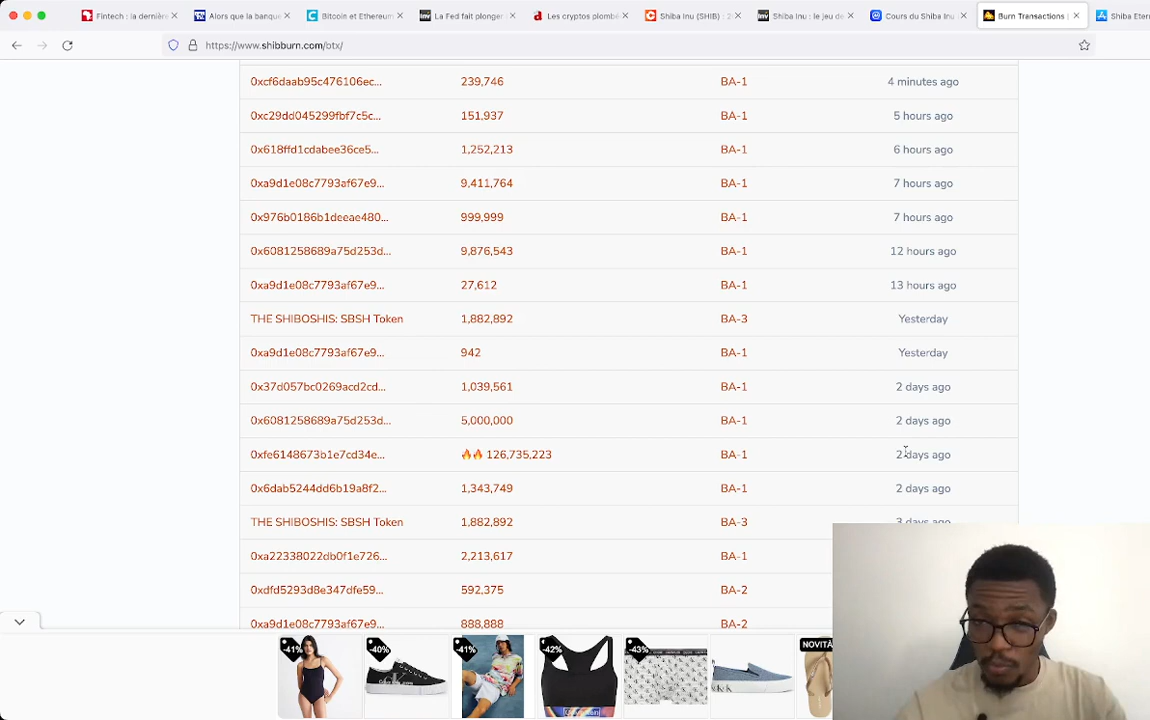 Fintech : la dernière
Alors que la banque
Bitcoin et Ethereum
La Fed fait plonger
Les cryptos plombé
Shiba Inu (SHIB) : 2
Shiba Inu : le jeu de
Cours du Shiba Inu
Burn Transactions
Shiba Eter
https://www.shibburn.com/btx/
0xcf6daab95c476106ec... 239,746 BA-1 4 minutes ago
0xc29dd045299fbf7c5c... 151,937 BA-1 5 hours ago
0x618ffd1cdabee36ce5... 1,252,213 BA-1 6 hours ago
0xa9d1e08c7793af67e9... 9,411,764 BA-1 7 hours ago
0x976b0186b1deeae480... 999,999 BA-1 7 hours ago
0x6081258689a75d253d... 9,876,543 BA-1 12 hours ago
0xa9d1e08c7793af67e9... 27,612 BA-1 13 hours ago
THE SHIBOSHIS: SBSH Token 1,882,892 BA-3 Yesterday
0xa9d1e08c7793af67e9... 942 BA-1 Yesterday
0x37d057bc0269acd2cd... 1,039,561 BA-1 2 days ago
0x6081258689a75d253d... 5,000,000 BA-1 2 days ago
0xfe6148673b1e7cd34e... 🔥🔥 126,735,223 BA-1 2 days ago
0x6dab5244dd6b19a8f2... 1,343,749 BA-1 2 days ago
THE SHIBOSHIS: SBSH Token 1,882,892 BA-3 3 days ago
0xa22338022db0f1e726... 2,213,617 BA-1
0xdfd5293d8e347dfe59... 592,375 BA-2
0xa9d1e08c7793af67e9... 888,888 BA-2
-41%
-40%
-41%
-42%
-43%
NOVITÀ